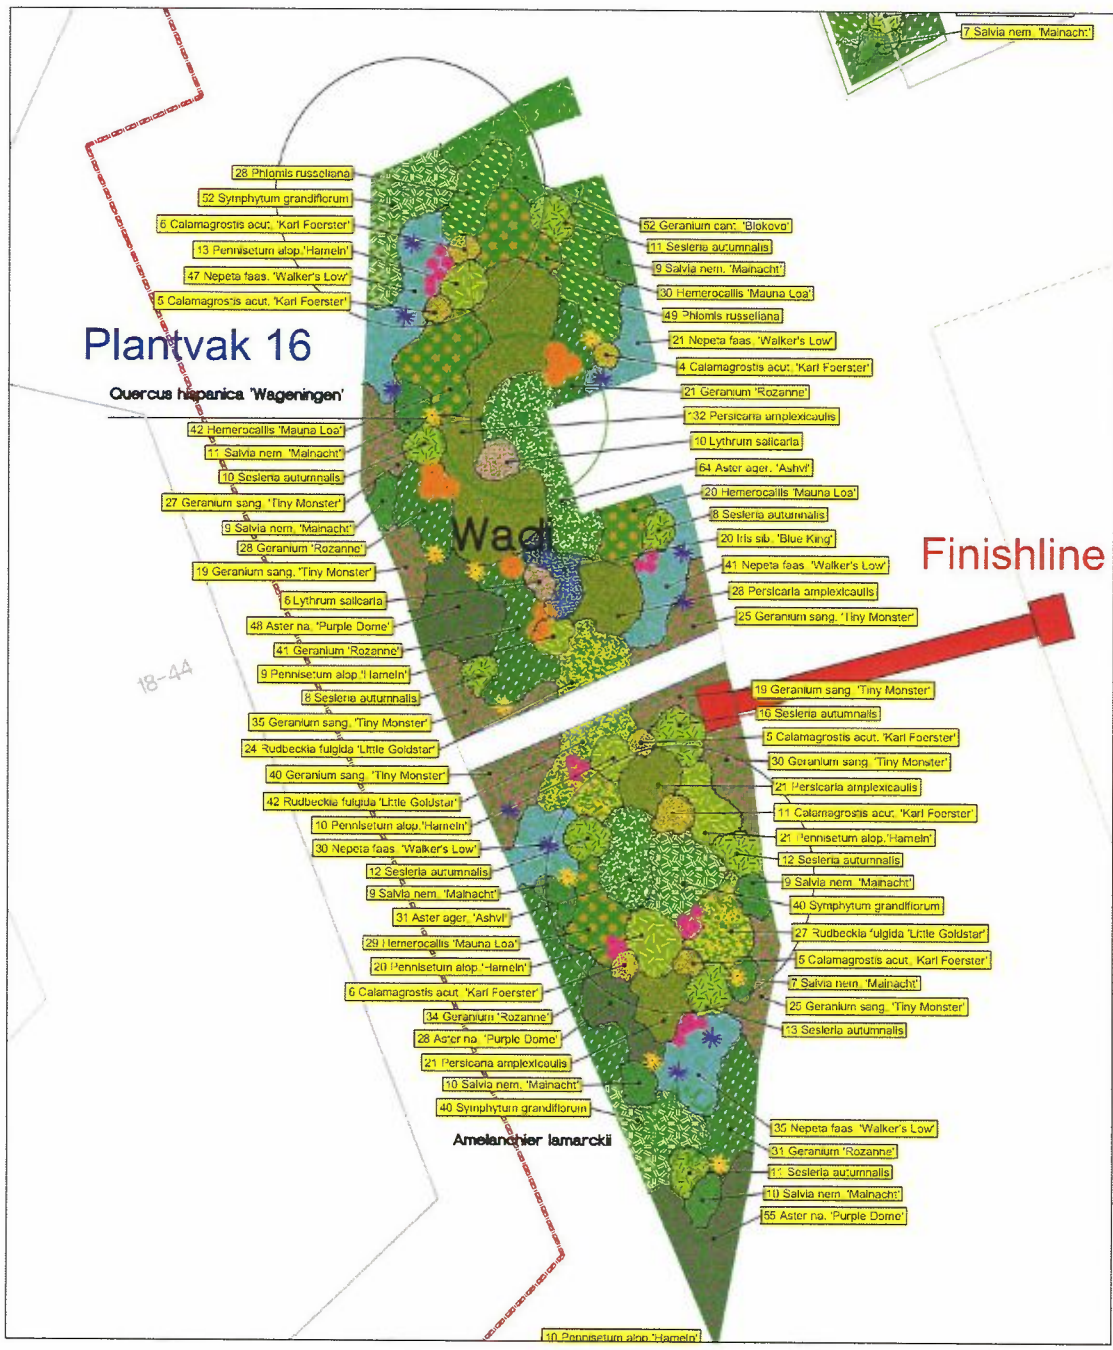 7 Salvia nem. 'Mainacht'
28 Phlomis russeliana
52 Symphytum grandiflorum
6 Calamagrostis acut. 'Karl Foerster'
13 Pennisetum alop.'Hameln'
47 Nepeta faas. 'Walker's Low'
5 Calamagrostis acut. 'Karl Foerster'
Plantvak 16
Quercus hispanica 'Wageningen'
42 Hemerocallis 'Mauna Loa'
11 Salvia nem. 'Mainacht'
10 Sesleria autumnalis
27 Geranium sang. 'Tiny Monster'
9 Salvia nem. 'Mainacht'
28 Geranium 'Rozanne'
19 Geranium sang. 'Tiny Monster'
6 Lythrum salicaria
48 Aster na. 'Purple Dome'
41 Geranium 'Rozanne'
9 Pennisetum alop.'Hameln'
8 Sesleria autumnalis
35 Geranium sang. 'Tiny Monster'
24 Rudbeckia fulgida 'Little Goldstar'
40 Geranium sang. 'Tiny Monster'
42 Rudbeckia fulgida 'Little Goldstar'
10 Pennisetum alop.'Hameln'
30 Nepeta faas. 'Walker's Low'
12 Sesleria autumnalis
9 Salvia nem. 'Mainacht'
31 Aster ager. 'Ashvi'
29 Hemerocallis 'Mauna Loa'
20 Pennisetum alop.'Hameln'
6 Calamagrostis acut. 'Karl Foerster'
34 Geranium 'Rozanne'
28 Aster na. 'Purple Dome'
21 Persicaria amplexicaulis
10 Salvia nem. 'Mainacht'
40 Symphytum grandiflorum
Amelanchier lamarckii
18-44
Wadi
52 Geranium cant. 'Biokovo'
11 Sesleria autumnalis
9 Salvia nem. 'Mainacht'
30 Hemerocallis 'Mauna Loa'
49 Phlomis russeliana
21 Nepeta faas. 'Walker's Low'
4 Calamagrostis acut. 'Karl Foerster'
21 Geranium 'Rozanne'
132 Persicaria amplexicaulis
10 Lythrum salicaria
64 Aster ager. 'Ashvi'
20 Hemerocallis 'Mauna Loa'
8 Sesleria autumnalis
20 Iris sib. 'Blue King'
41 Nepeta faas. 'Walker's Low'
28 Persicaria amplexicaulis
25 Geranium sang. 'Tiny Monster'
Finishline
19 Geranium sang. 'Tiny Monster'
16 Sesleria autumnalis
5 Calamagrostis acut. 'Karl Foerster'
30 Geranium sang. 'Tiny Monster'
21 Persicaria amplexicaulis
11 Calamagrostis acut. 'Karl Foerster'
21 Pennisetum alop.'Hameln'
12 Sesleria autumnalis
9 Salvia nem. 'Mainacht'
40 Symphytum grandiflorum
27 Rudbeckia fulgida 'Little Goldstar'
5 Calamagrostis acut. 'Karl Foerster'
7 Salvia nem. 'Mainacht'
25 Geranium sang. 'Tiny Monster'
13 Sesleria autumnalis
35 Nepeta faas. 'Walker's Low'
31 Geranium 'Rozanne'
11 Sesleria autumnalis
10 Salvia nem. 'Mainacht'
55 Aster na. 'Purple Dome'
10 Pennisetum alop.'Hameln'